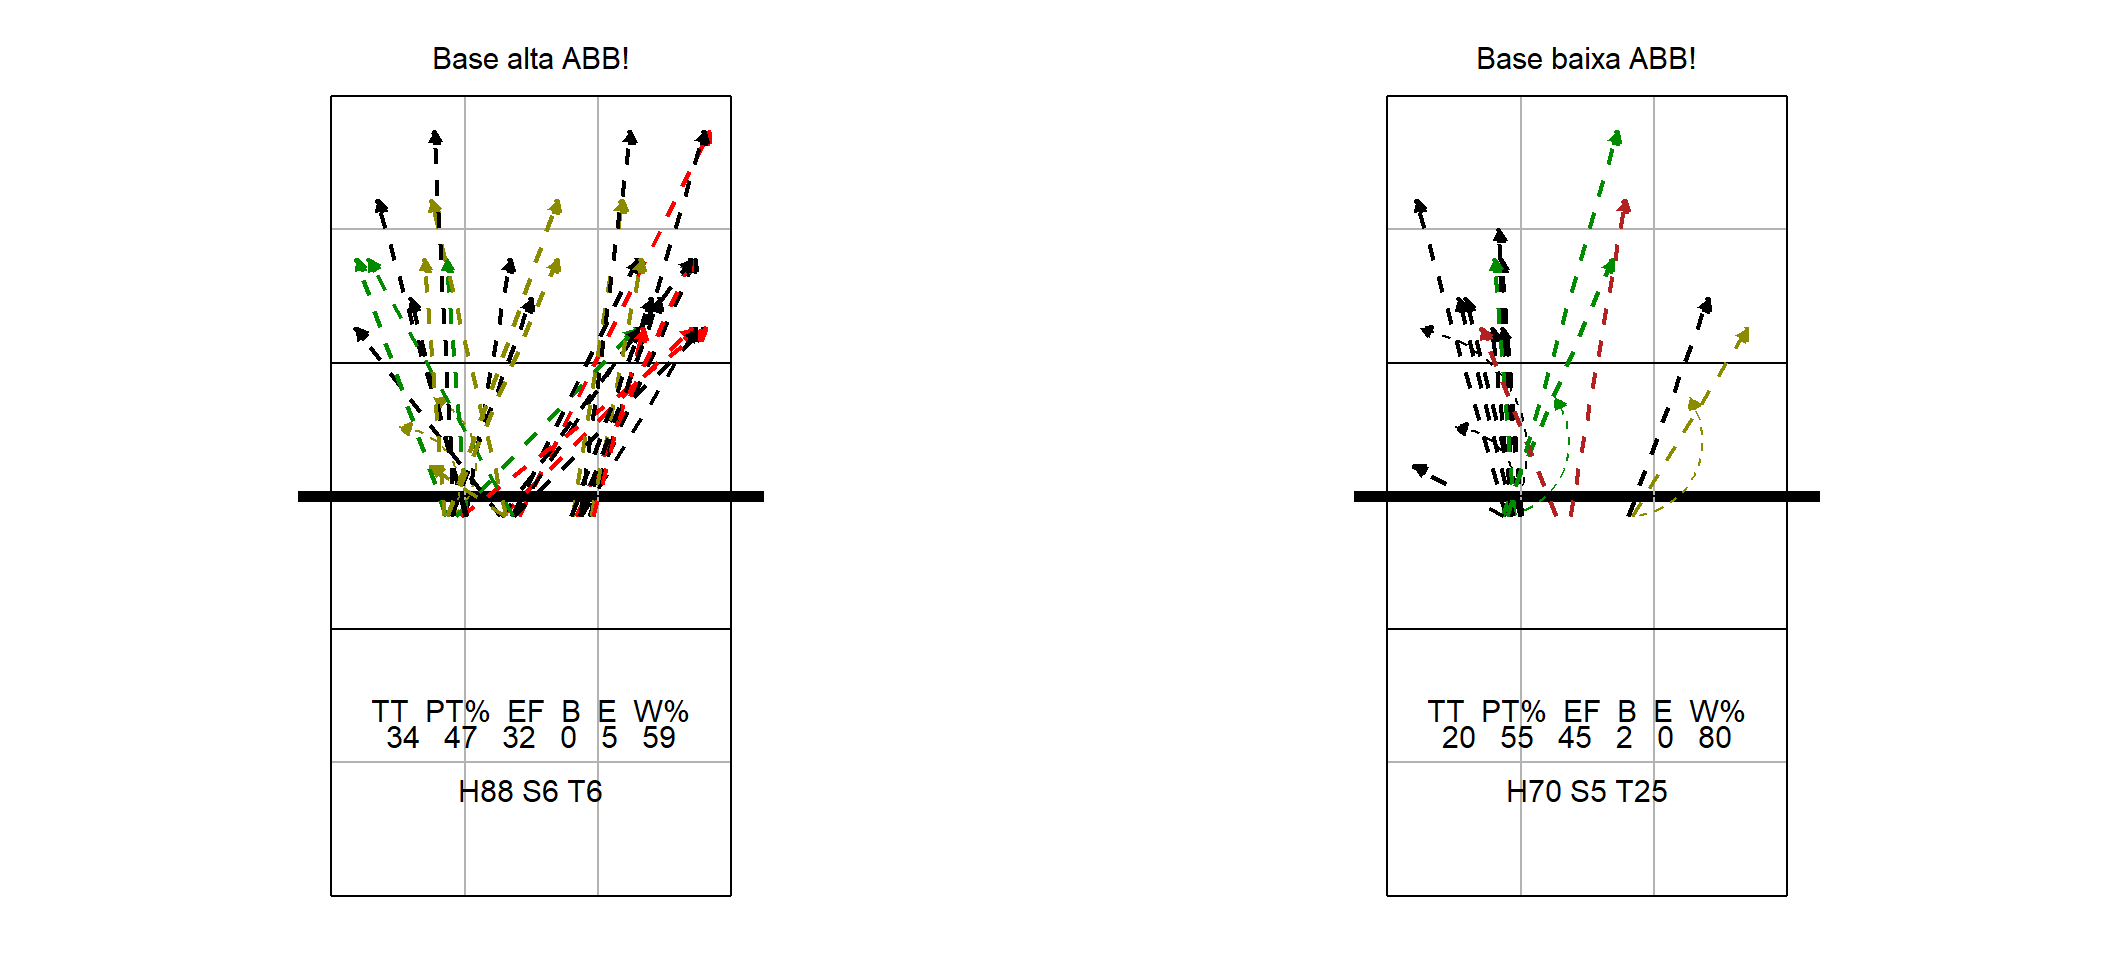 Base alta ABB!
TT PT% EF B E W%
34 47 32 0 5 59
H88 S6 T6
Base baixa ABB!
TT PT% EF B E W%
20 55 45 2 0 80
H70 S5 T25